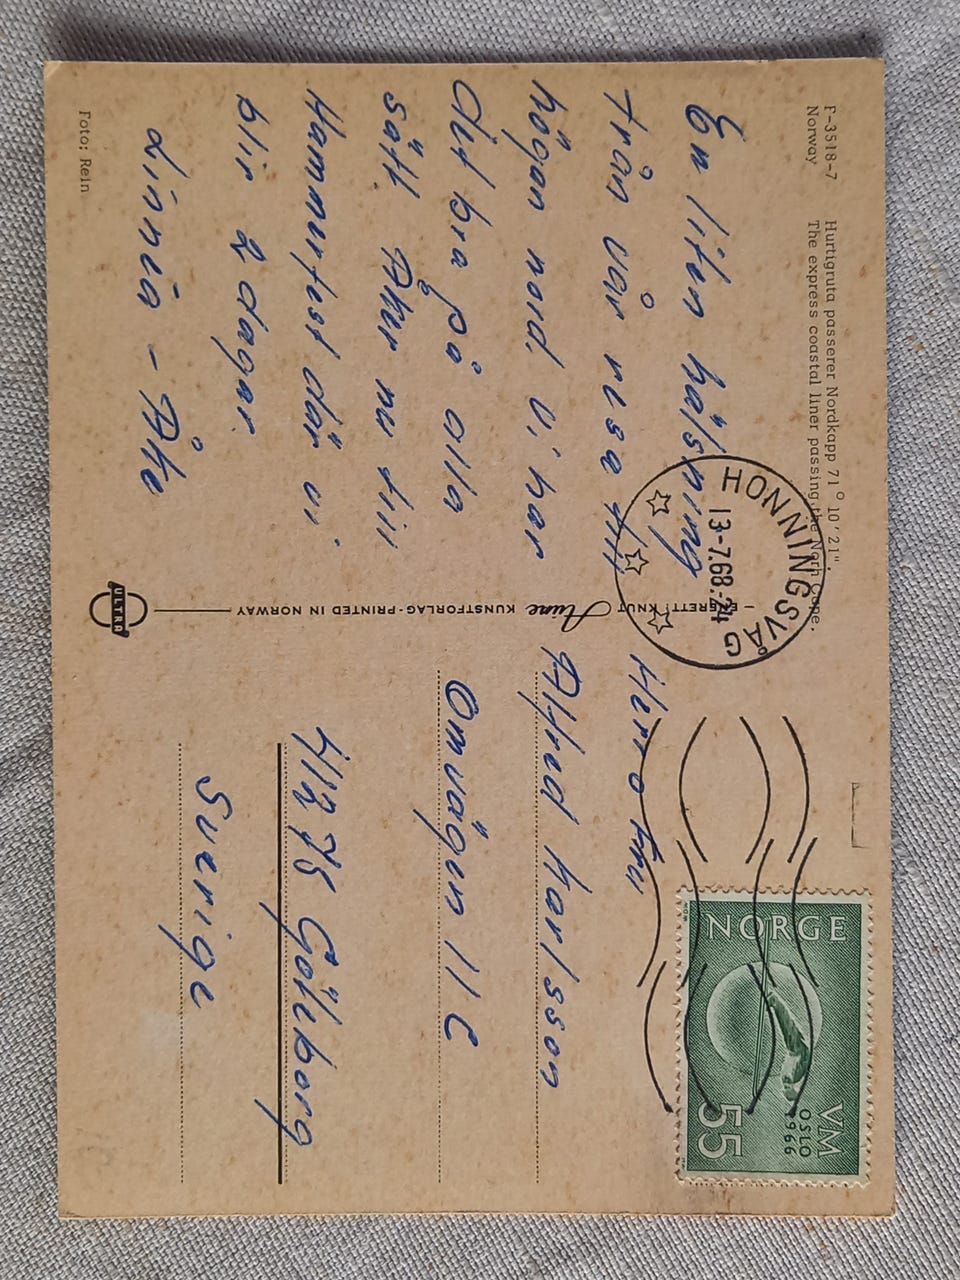 F-3518-7 Hurtigruta passerer Nordkapp 71° 10' 21".
Norway The express coastal liner passing the North Cape.
En liten hälsning
från vår resa till
högan nord. Vi har
det bra på alla
sätt. Åker nu till
Hammerfest där vi
blir 2 dagar.
Linnéa - Åke
Foto: Rein
HONNINGSVÅG
13-7.68.-24
ENERETT: KNUT Aune KUNSTFORLAG - PRINTED IN NORWAY
ULTRA
NORGE
VM
OSLO
1966
55
Herr o Fru
Alfred Karlsson
Omvägen 11 C
412 75 Göteborg
Sverige